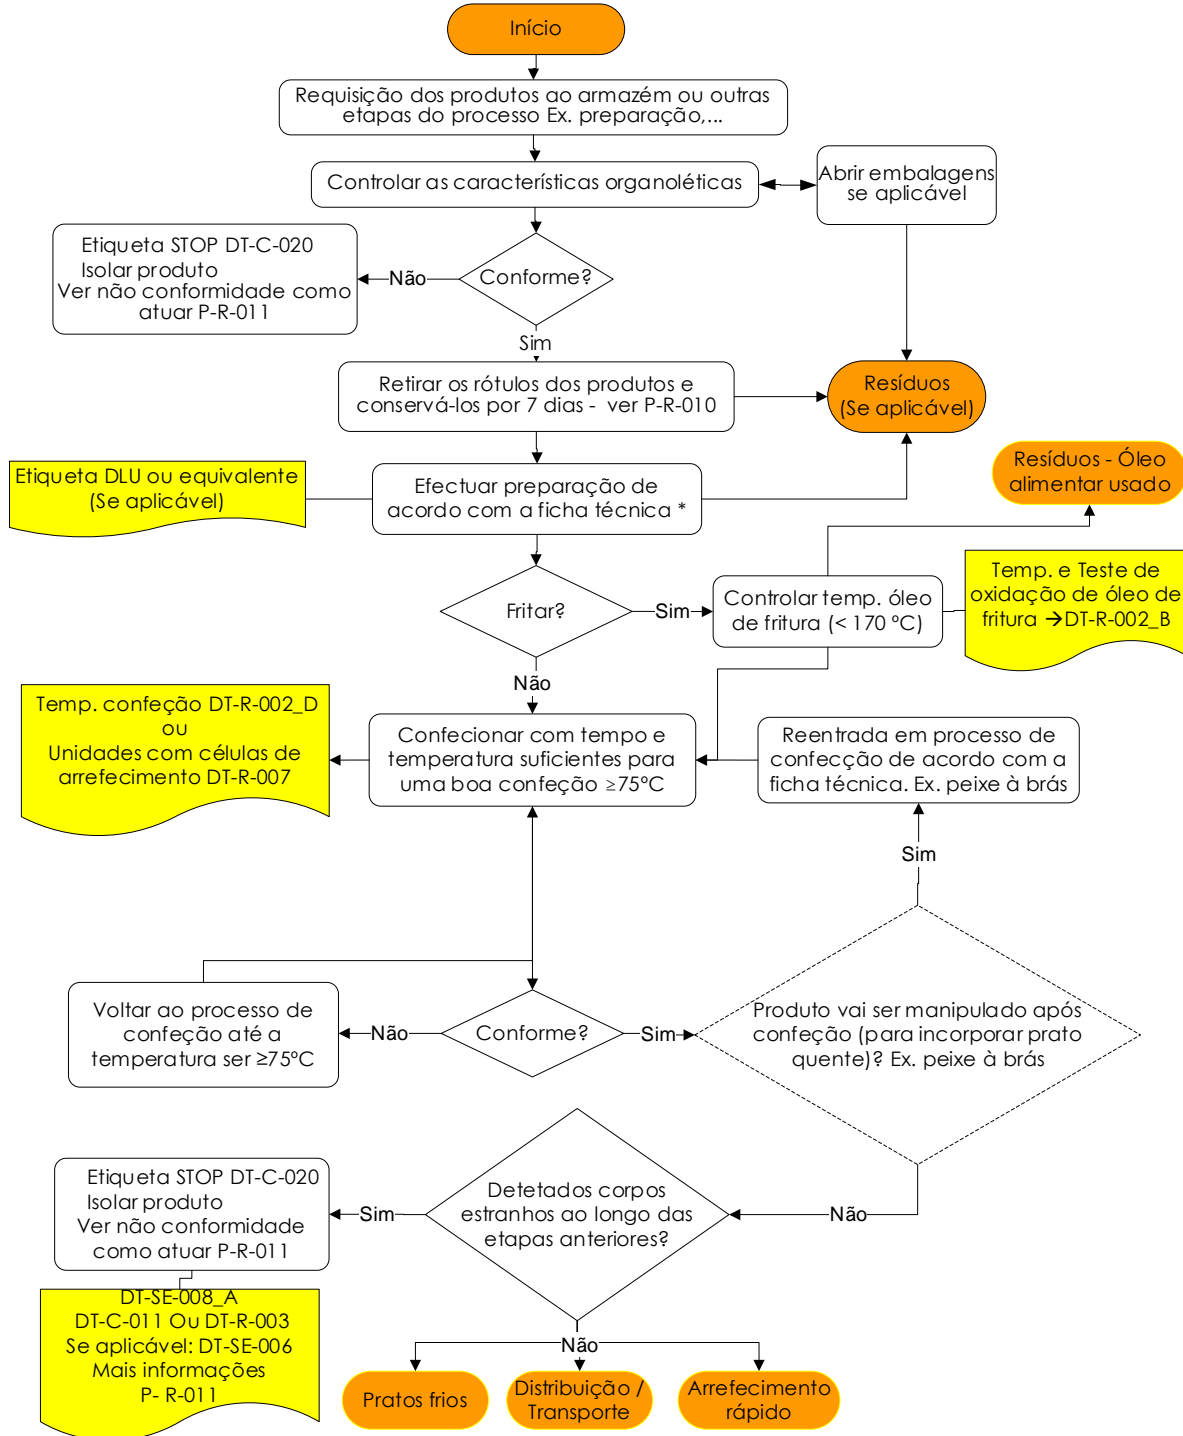 Início
Requisição dos produtos ao armazém ou outras
etapas do processo Ex. preparação,...
Controlar as características organoléticas
Abrir embalagens
se aplicável
Etiqueta STOP DT-C-020
Isolar produto
Ver não conformidade como
atuar P-R-011
Não
Conforme?
Sim
Retirar os rótulos dos produtos e
conservá-los por 7 dias - ver P-R-010
Resíduos
(Se aplicável)
Etiqueta DLU ou equivalente
(Se aplicável)
Efectuar preparação de
acordo com a ficha técnica *
Resíduos - Óleo
alimentar usado
Fritar?
Sim
Controlar temp. óleo
de fritura (< 170 ºC)
Temp. e Teste de
oxidação de óleo de
fritura →DT-R-002_B
Não
Temp. confeção DT-R-002_D
ou
Unidades com células de
arrefecimento DT-R-007
Confecionar com tempo e
temperatura suficientes para
uma boa confeção ≥75ºC
Reentrada em processo de
confecção de acordo com a
ficha técnica. Ex. peixe à brás
Sim
Voltar ao processo de
confeção até a
temperatura ser ≥75ºC
Não
Conforme?
Sim
Produto vai ser manipulado após
confeção (para incorporar prato
quente)? Ex. peixe à brás
Etiqueta STOP DT-C-020
Isolar produto
Ver não conformidade
como atuar P-R-011
Sim
Detetados corpos
estranhos ao longo das
etapas anteriores?
Não
DT-SE-008_A
DT-C-011 Ou DT-R-003
Se aplicável: DT-SE-006
Mais informações
P- R-011
Não
Pratos frios
Distribuição /
Transporte
Arrefecimento
rápido